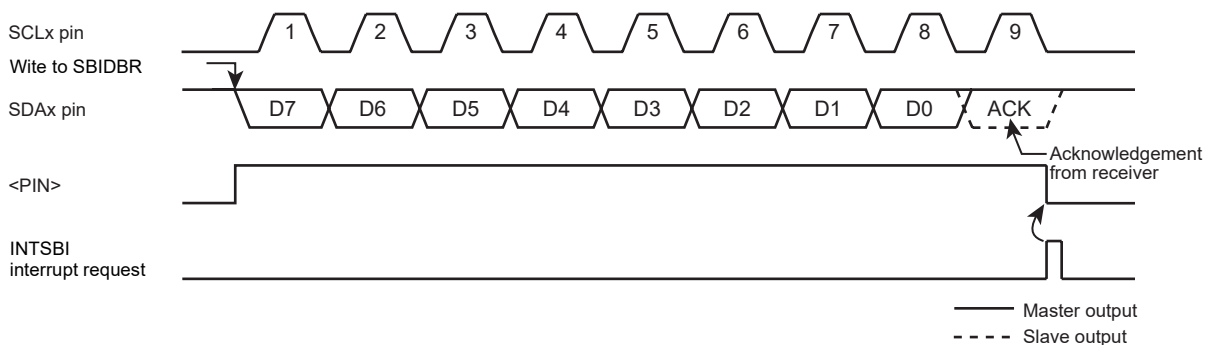 SCLx pin
1 2 3 4 5 6 7 8 9
Wite to SBIDBR
SDAx pin
D7 D6 D5 D4 D3 D2 D1 D0 ACK
Acknowledgement
from receiver
<PIN>
INTSBI
interrupt request
Master output
Slave output